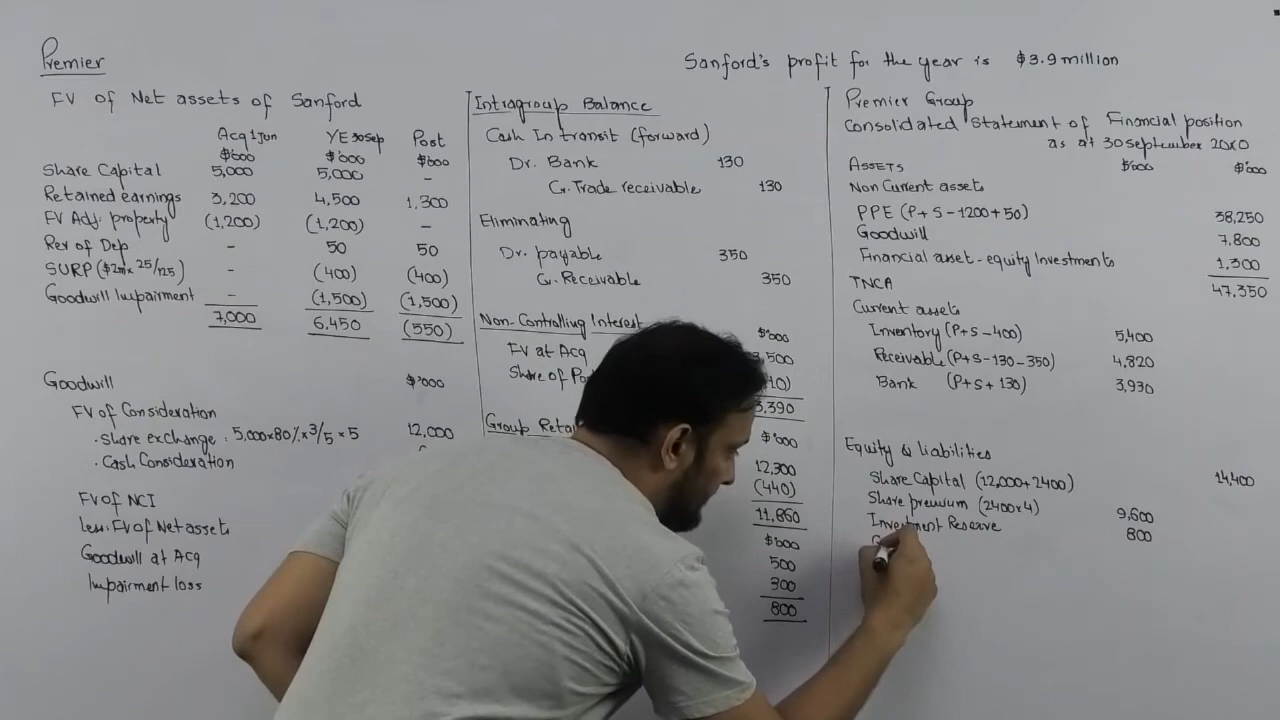 Premier
Sanford's profit for the year is $3.9 million
FV of Net assets of Sanford
Acq 1 Jun YE 30 Sep Post
$'000 $'000 $'000
Share Capital 5,000 5,000 -
Retained earnings 3,200 4,500 1,300
FV Adj. property (1,200) (1,200) -
Rev of Dep - 50 50
SURP ($2m x 25/125) - (400) (400)
Goodwill Impairment - (1,500) (1,500)
7,000 6,450 (550)
Goodwill $'000
FV of Consideration
· Share exchange: 5,000x80% x 3/5 x 5 12,000
· Cash Consideration
FV of NCI
less: FV of Net assets
Goodwill at Acq
Impairment loss
Intragroup Balance
Cash In transit (forward)
Dr. Bank 130
Cr. Trade receivable 130
Eliminating
Dr. payable 350
Cr. Receivable 350
Non-Controlling Interest
$'000
FV at Acq 3,500
Share of
3,390
Group
$'000
12,300
(440)
11,860
$'000
500
300
800
Premier Group
Consolidated Statement of Financial position
as at 30 September 20X0
ASSETS $'000 $'000
Non Current assets
PPE (P+S-1200+50) 38,250
Goodwill 7,800
Financial asset - equity Investments 1,300
TNCA 47,350
Current assets
Inventory (P+S-400) 5,400
Receivable (P+S-130-350) 4,820
Bank (P+S+130) 3,930
Equity & liabilities
Share Capital (12,000+2400) 14,400
Share premium (2400x4) 9,600
Investment Reserve 800